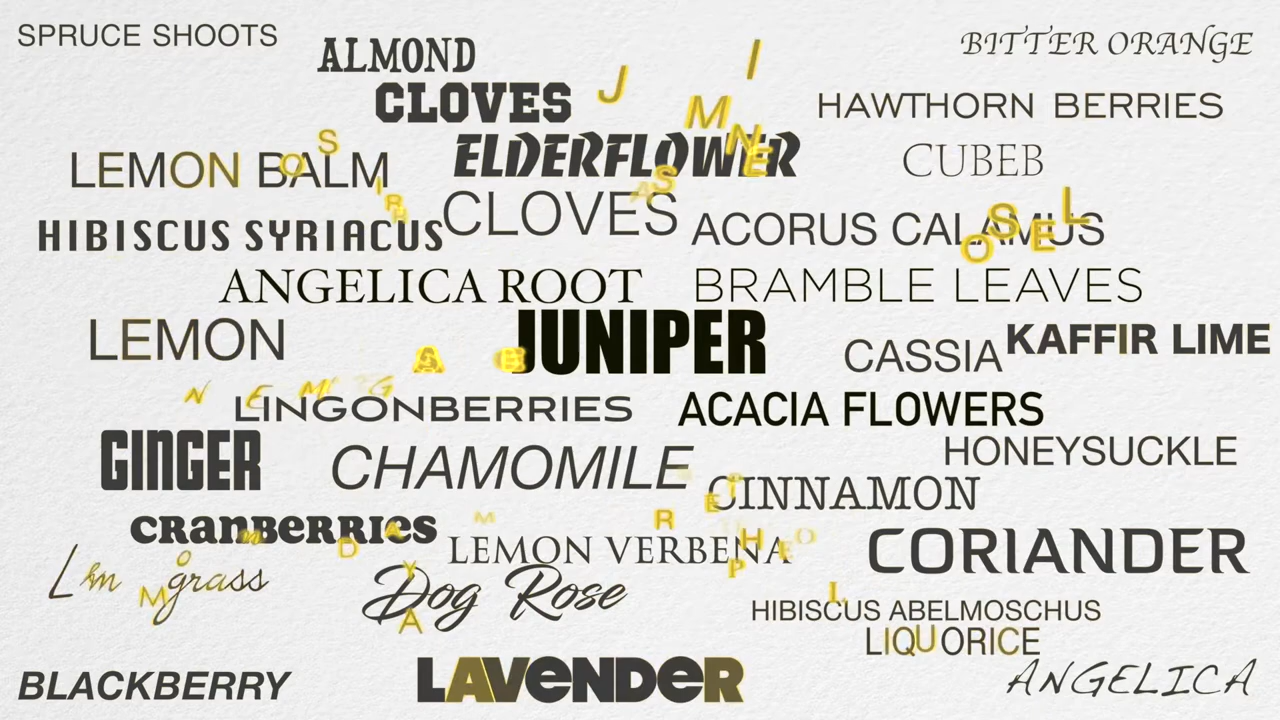 SPRUCE SHOOTS
ALMOND
BITTER ORANGE
CLOVES
HAWTHORN BERRIES
ELDERFLOWER
CUBEB
LEMON BALM
CLOVES
ACORUS CALAMUS
HIBISCUS SYRIACUS
ANGELICA ROOT
BRAMBLE LEAVES
LEMON
JUNIPER
CASSIA
KAFFIR LIME
LINGONBERRIES
ACACIA FLOWERS
GINGER
CHAMOMILE
HONEYSUCKLE
CINNAMON
CRANBERRIES
LEMON VERBENA
CORIANDER
grass
Dog Rose
HIBISCUS ABELMOSCHUS
LIQUORICE
BLACKBERRY
LAVENDER
ANGELICA